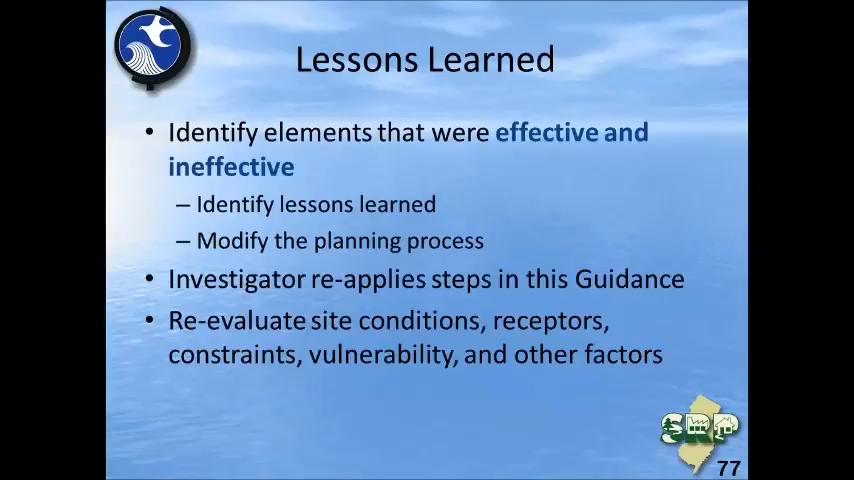 Lessons Learned
• Identify elements that were effective and
ineffective
– Identify lessons learned
– Modify the planning process
• Investigator re-applies steps in this Guidance
• Re-evaluate site conditions, receptors,
constraints, vulnerability, and other factors
SRP
77